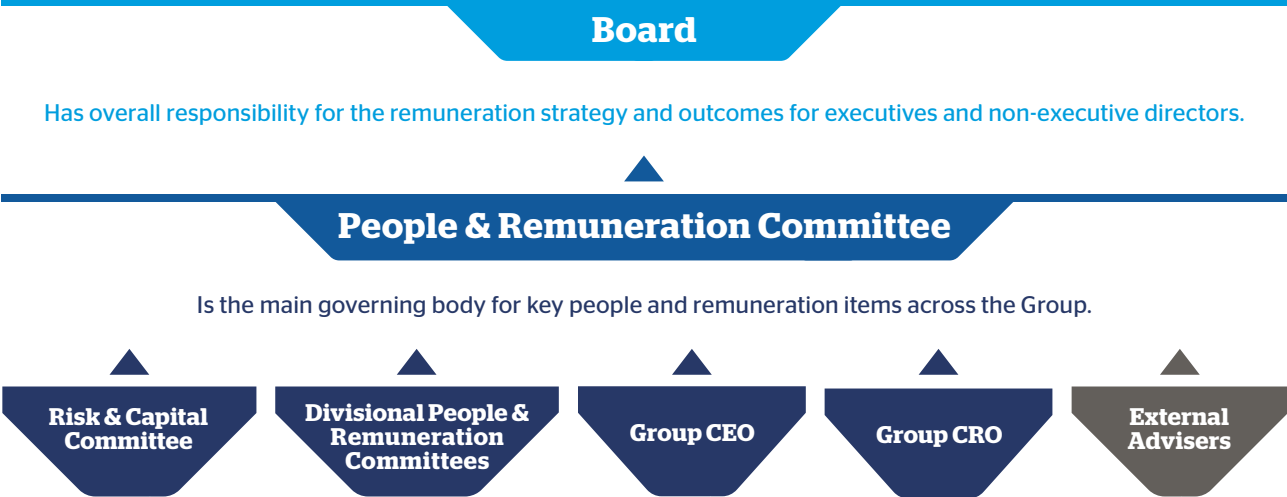 Board
Has overall responsibility for the remuneration strategy and outcomes for executives and non-executive directors.
People & Remuneration Committee
Is the main governing body for key people and remuneration items across the Group.
Risk & Capital
Committee
Divisional People &
Remuneration
Committees
Group CEO
Group CRO
External
Advisers